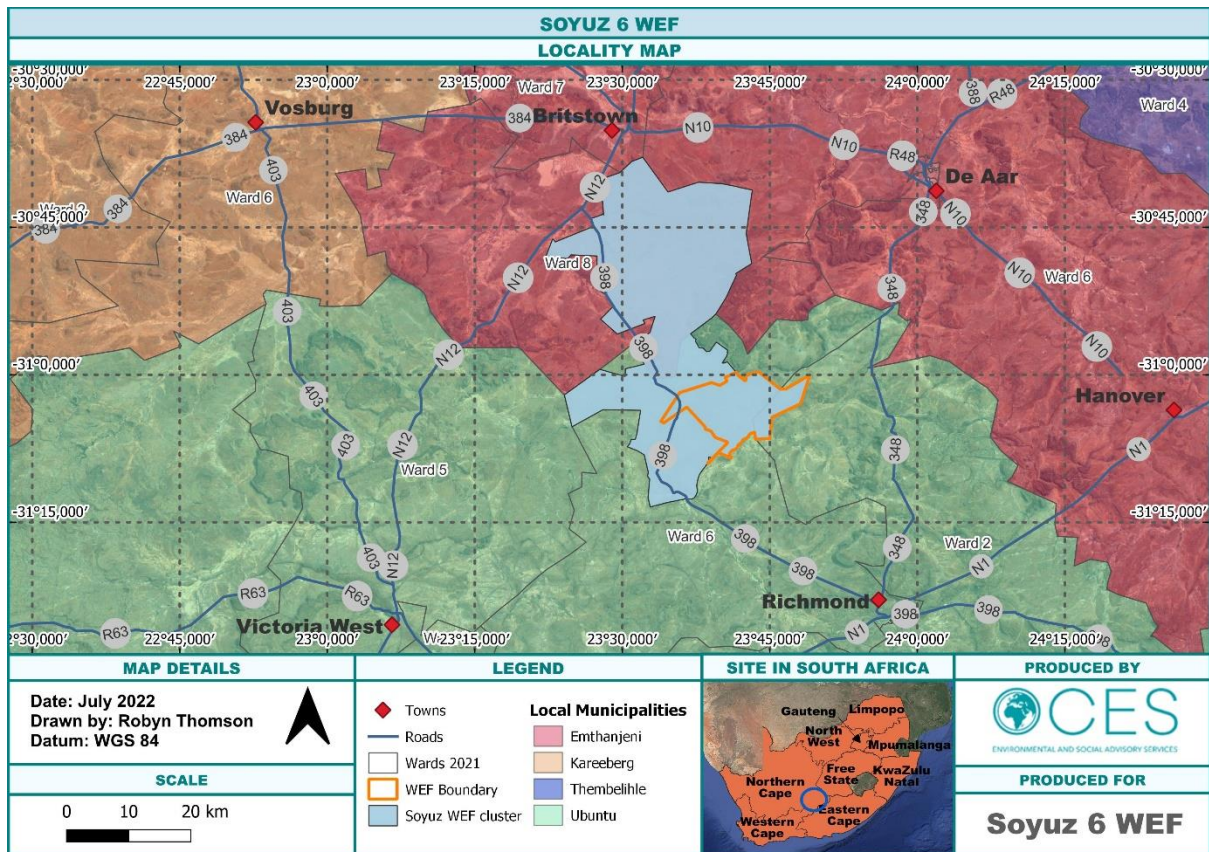 SOYUZ 6 WEF
LOCALITY MAP
-30°30,000′
22°45,000′ 23°0,000′ 23°15,000′ 23°30,000′ 23°45,000′ 24°0,000′ 24°15,000′
-30°30,000′
Ward 7
388
R48
Ward 4
Vosburg
384
Britstown
384
N10
N10
R48
403
Ward 6
De Aar
384
N12
348
N10
384
-30°45,000′
-30°45,000′
Ward 8
398
N12
N10
Ward 6
348
403
398
N12
N10
-31°0,000′
-31°0,000′
403
Hanover
403
N12
398
348
N1
Ward 5
-31°15,000′
-31°15,000′
Ward 6
398
403
N12
348
Ward 2
N1
398
R63
R63
Richmond
398
398
Victoria West
N1
R63
22°45,000′ 23°0,000′ 23°15,000′ 23°30,000′ 23°45,000′ 24°0,000′ 24°15,000′
MAP DETAILS
Date: July 2022
Drawn by: Robyn Thomson
Datum: WGS 84
SCALE
0 10 20 km
LEGEND
Towns
Roads
Wards 2021
WEF Boundary
Soyuz WEF cluster
Local Municipalities
Emthanjeni
Kareeberg
Thembelihle
Ubuntu
SITE IN SOUTH AFRICA
Limpopo
Gauteng
North West
Mpumalanga
Free State
KwaZulu Natal
Northern Cape
Eastern Cape
Western Cape
PRODUCED BY
CES
ENVIRONMENTAL AND SOCIAL ADVISORY SERVICES
PRODUCED FOR
Soyuz 6 WEF